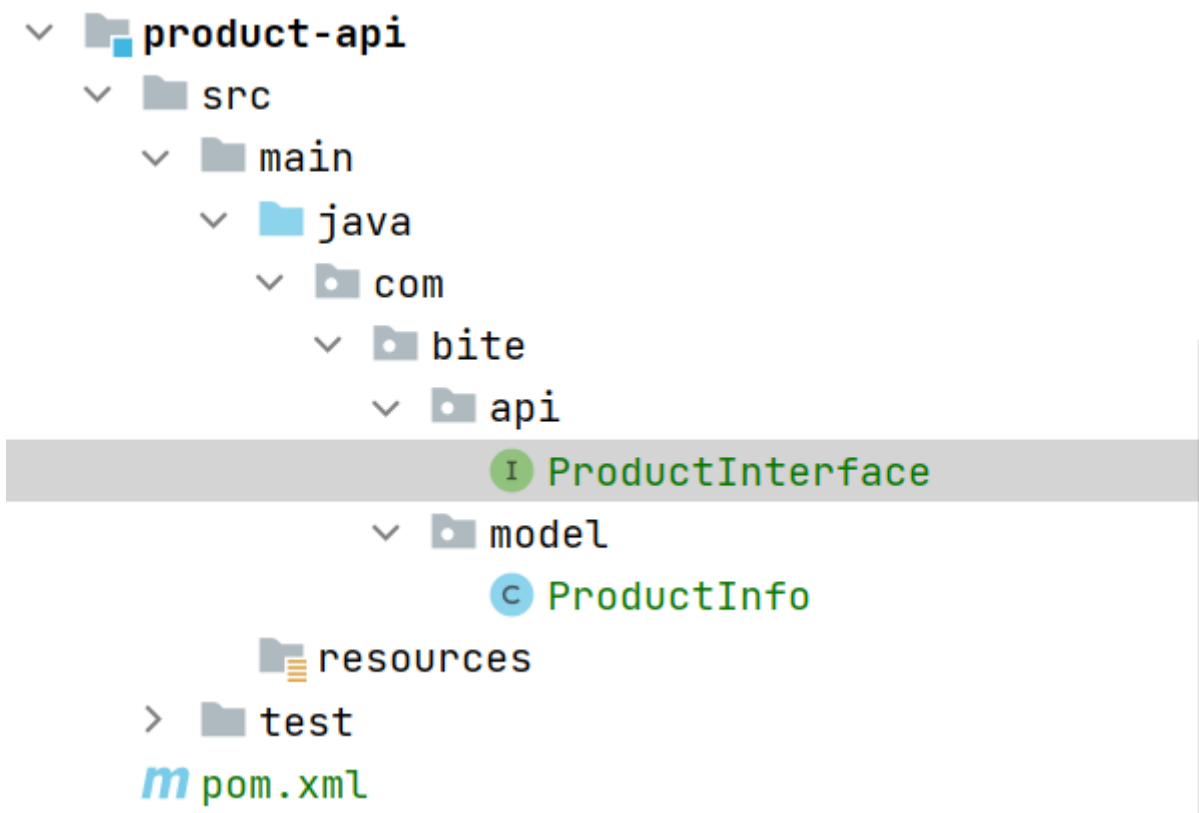 product-api
src
main
java
com
bite
api
I ProductInterface
model
C ProductInfo
resources
test
m pom.xml